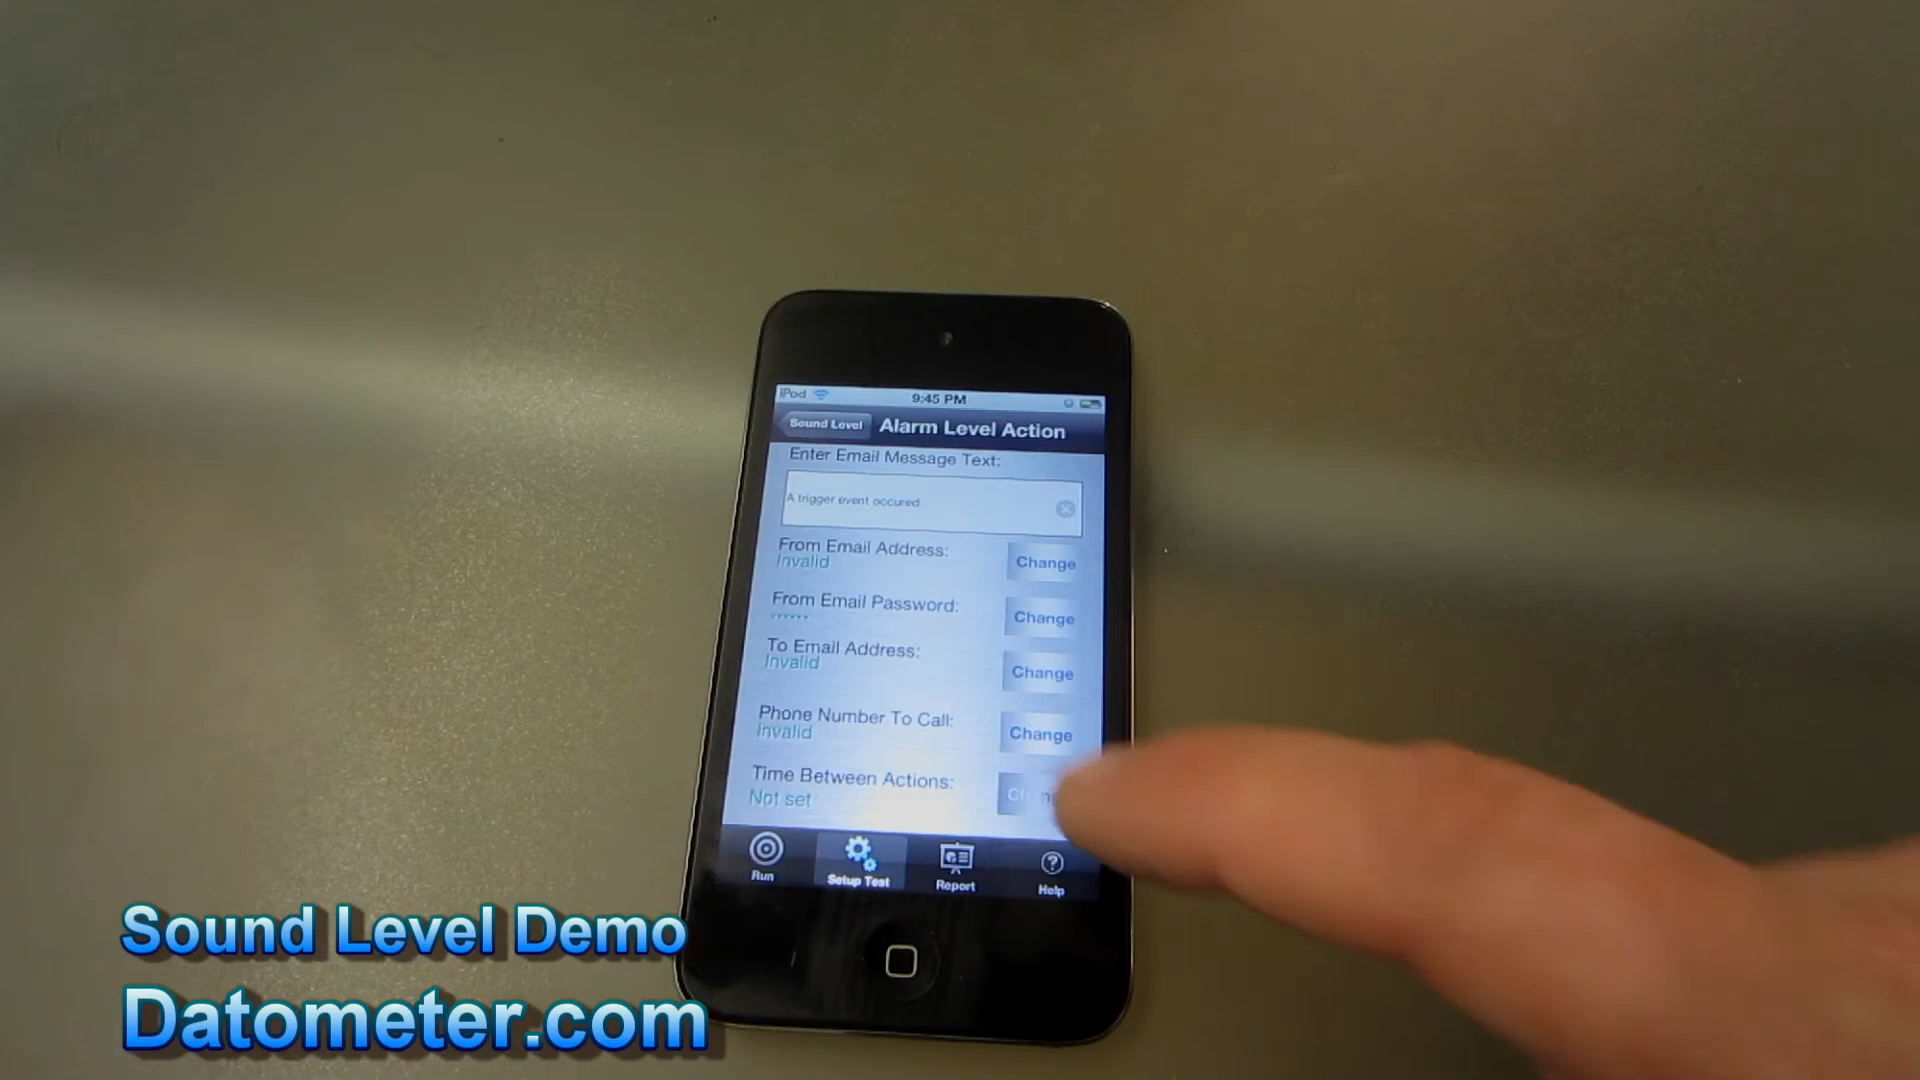 iPod
9:45 PM
Sound Level
Alarm Level Action
Enter Email Message Text:
A trigger event occured
From Email Address:
Invalid
Change
From Email Password:
••••••
Change
To Email Address:
Invalid
Change
Phone Number To Call:
Invalid
Change
Time Between Actions:
Not set
Run
Setup Test
Report
Help
Sound Level Demo
Datometer.com